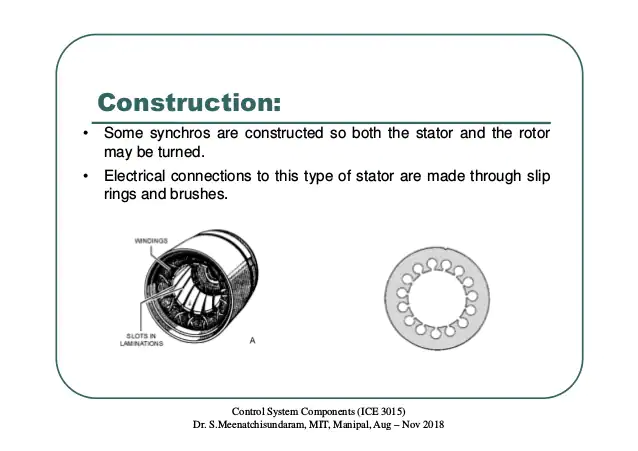 Construction:
• Some synchros are constructed so both the stator and the rotor
may be turned.
• Electrical connections to this type of stator are made through slip
rings and brushes.
WINDINGS
SLOTS IN
LAMINATIONS
A
Control System Components (ICE 3015)
Dr. S.Meenatchisundaram, MIT, Manipal, Aug – Nov 2018